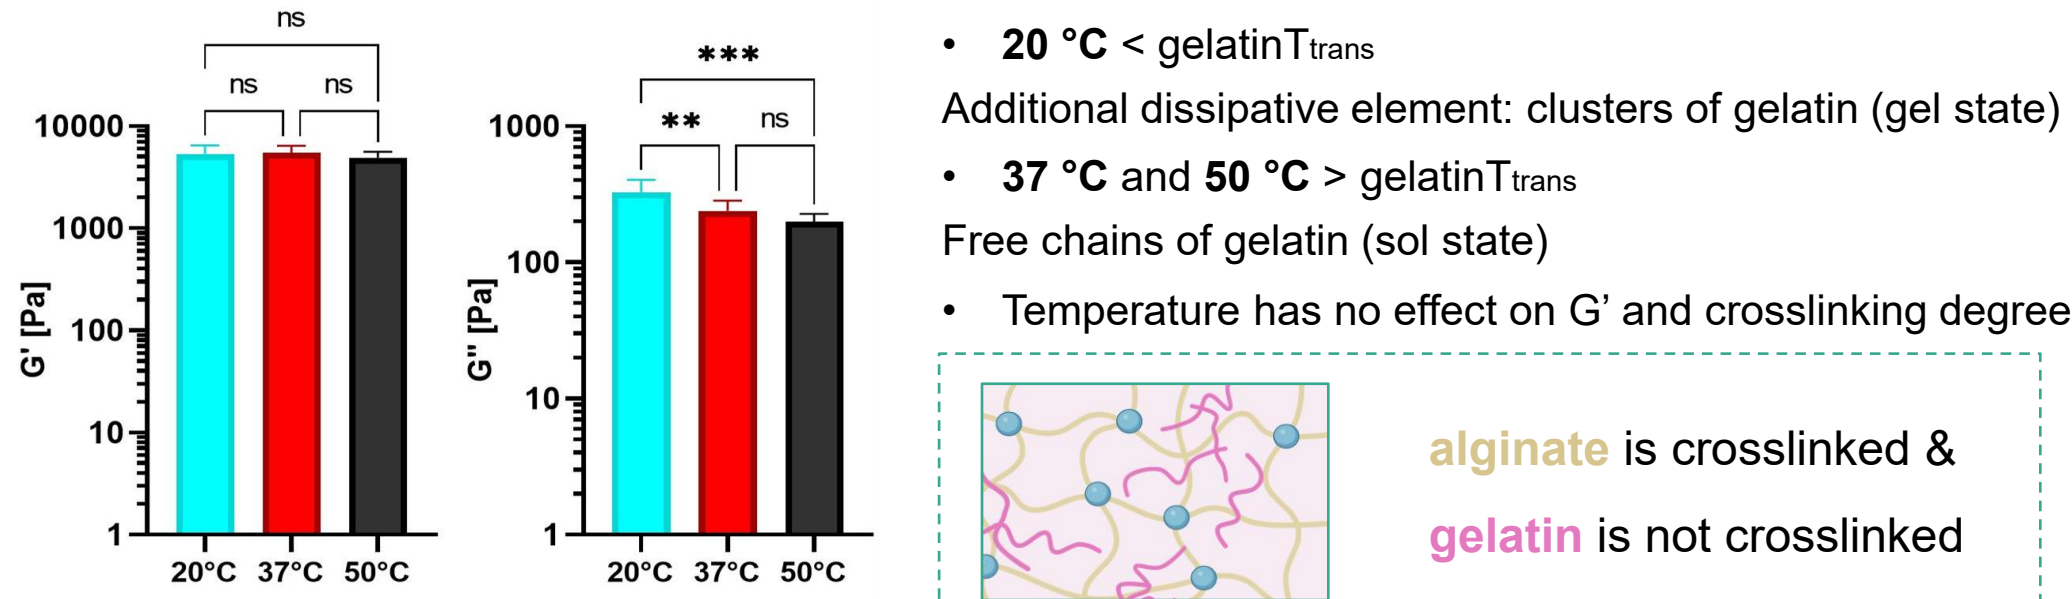 ns
ns ns
10000
1000
100
10
1
G' [Pa]
20°C 37°C 50°C
***
** ns
1000
100
10
1
G'' [Pa]
20°C 37°C 50°C
• 20 °C < gelatinTtrans
Additional dissipative element: clusters of gelatin (gel state)
• 37 °C and 50 °C > gelatinTtrans
Free chains of gelatin (sol state)
• Temperature has no effect on G’ and crosslinking degree
alginate is crosslinked &
gelatin is not crosslinked